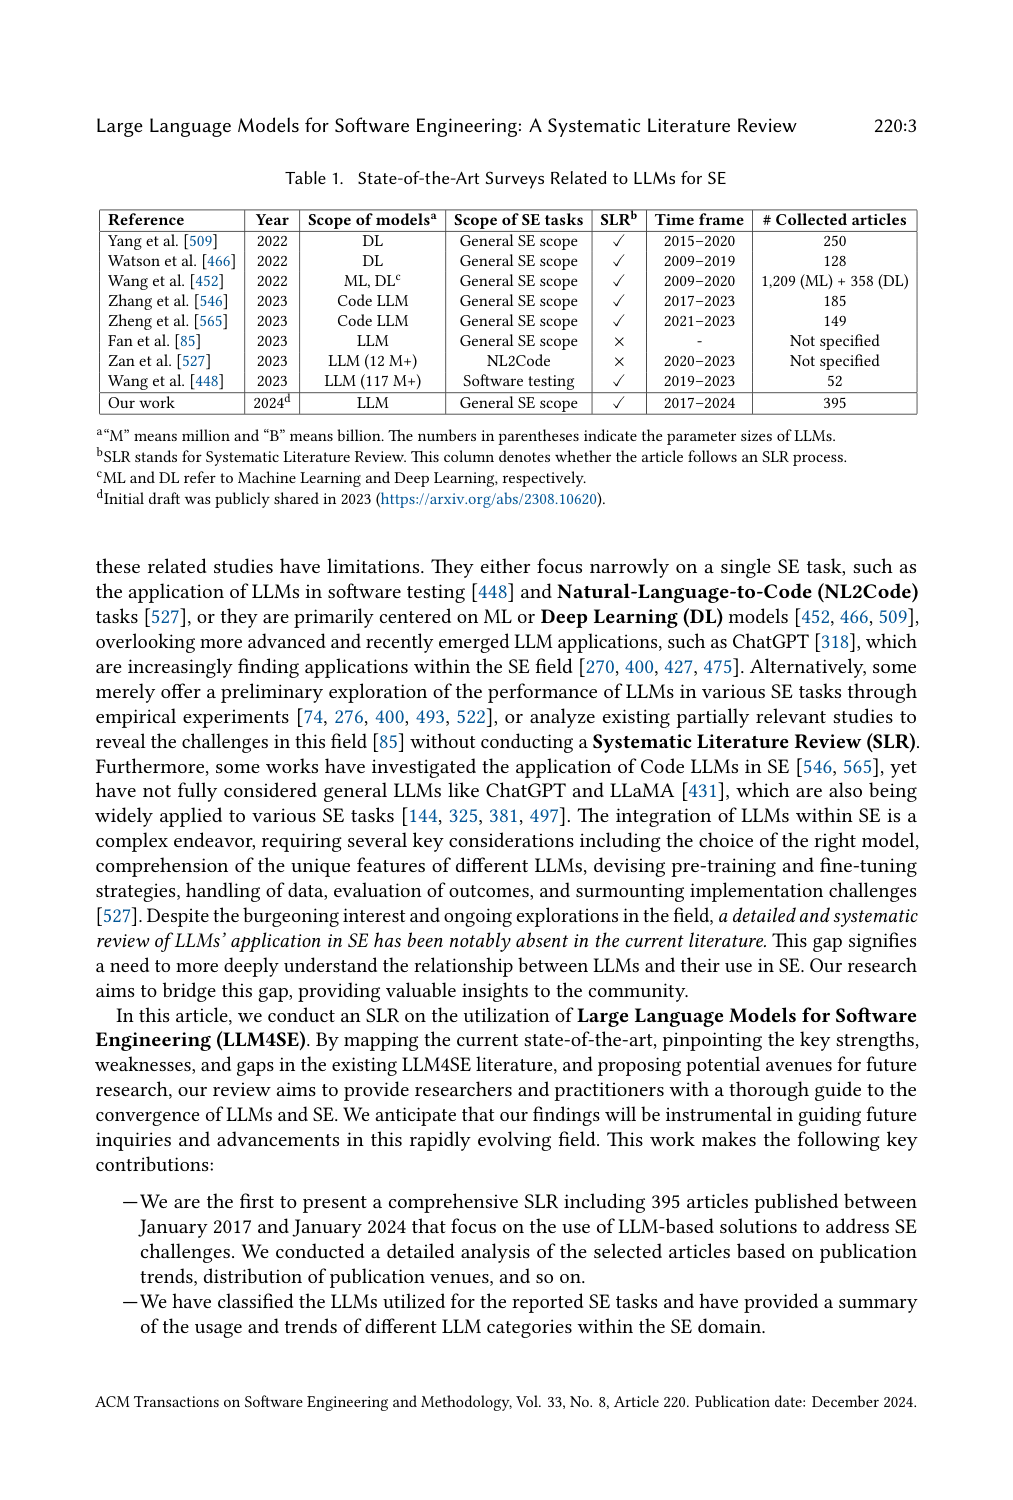 Large Language Models for Software Engineering: A Systematic Literature Review 220:3
Table 1. State-of-the-Art Surveys Related to LLMs for SE
Reference Year Scope of modelsᵃ Scope of SE tasks SLRᵇ Time frame # Collected articles
Yang et al. [509] 2022 DL General SE scope ✓ 2015–2020 250
Watson et al. [466] 2022 DL General SE scope ✓ 2009–2019 128
Wang et al. [452] 2022 ML, DLᶜ General SE scope ✓ 2009–2020 1,209 (ML) + 358 (DL)
Zhang et al. [546] 2023 Code LLM General SE scope ✓ 2017–2023 185
Zheng et al. [565] 2023 Code LLM General SE scope ✓ 2021–2023 149
Fan et al. [85] 2023 LLM General SE scope × - Not specified
Zan et al. [527] 2023 LLM (12 M+) NL2Code × 2020–2023 Not specified
Wang et al. [448] 2023 LLM (117 M+) Software testing ✓ 2019–2023 52
Our work 2024ᵈ LLM General SE scope ✓ 2017–2024 395
ᵃ“M” means million and “B” means billion. The numbers in parentheses indicate the parameter sizes of LLMs.
ᵇSLR stands for Systematic Literature Review. This column denotes whether the article follows an SLR process.
ᶜML and DL refer to Machine Learning and Deep Learning, respectively.
ᵈInitial draft was publicly shared in 2023 (https://arxiv.org/abs/2308.10620).
these related studies have limitations. They either focus narrowly on a single SE task, such as
the application of LLMs in software testing [448] and Natural-Language-to-Code (NL2Code)
tasks [527], or they are primarily centered on ML or Deep Learning (DL) models [452, 466, 509],
overlooking more advanced and recently emerged LLM applications, such as ChatGPT [318], which
are increasingly finding applications within the SE field [270, 400, 427, 475]. Alternatively, some
merely offer a preliminary exploration of the performance of LLMs in various SE tasks through
empirical experiments [74, 276, 400, 493, 522], or analyze existing partially relevant studies to
reveal the challenges in this field [85] without conducting a Systematic Literature Review (SLR).
Furthermore, some works have investigated the application of Code LLMs in SE [546, 565], yet
have not fully considered general LLMs like ChatGPT and LLaMA [431], which are also being
widely applied to various SE tasks [144, 325, 381, 497]. The integration of LLMs within SE is a
complex endeavor, requiring several key considerations including the choice of the right model,
comprehension of the unique features of different LLMs, devising pre-training and fine-tuning
strategies, handling of data, evaluation of outcomes, and surmounting implementation challenges
[527]. Despite the burgeoning interest and ongoing explorations in the field, a detailed and systematic
review of LLMs’ application in SE has been notably absent in the current literature. This gap signifies
a need to more deeply understand the relationship between LLMs and their use in SE. Our research
aims to bridge this gap, providing valuable insights to the community.
In this article, we conduct an SLR on the utilization of Large Language Models for Software
Engineering (LLM4SE). By mapping the current state-of-the-art, pinpointing the key strengths,
weaknesses, and gaps in the existing LLM4SE literature, and proposing potential avenues for future
research, our review aims to provide researchers and practitioners with a thorough guide to the
convergence of LLMs and SE. We anticipate that our findings will be instrumental in guiding future
inquiries and advancements in this rapidly evolving field. This work makes the following key
contributions:
—We are the first to present a comprehensive SLR including 395 articles published between
January 2017 and January 2024 that focus on the use of LLM-based solutions to address SE
challenges. We conducted a detailed analysis of the selected articles based on publication
trends, distribution of publication venues, and so on.
—We have classified the LLMs utilized for the reported SE tasks and have provided a summary
of the usage and trends of different LLM categories within the SE domain.
ACM Transactions on Software Engineering and Methodology, Vol. 33, No. 8, Article 220. Publication date: December 2024.